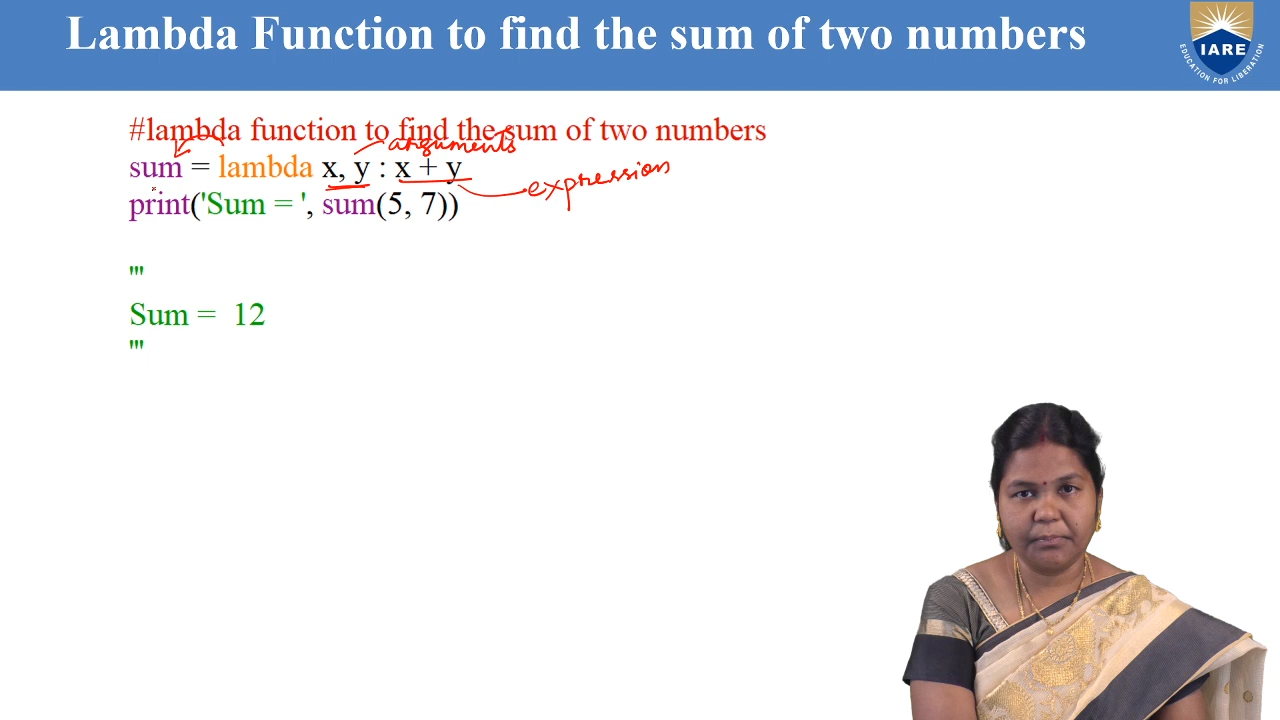 Lambda Function to find the sum of two numbers
IARE
EDUCATION FOR LIBERATION
#lambda function to find the sum of two numbers
arguments
sum = lambda x, y : x + y
expression
print('Sum = ', sum(5, 7))
'''
Sum =  12
'''